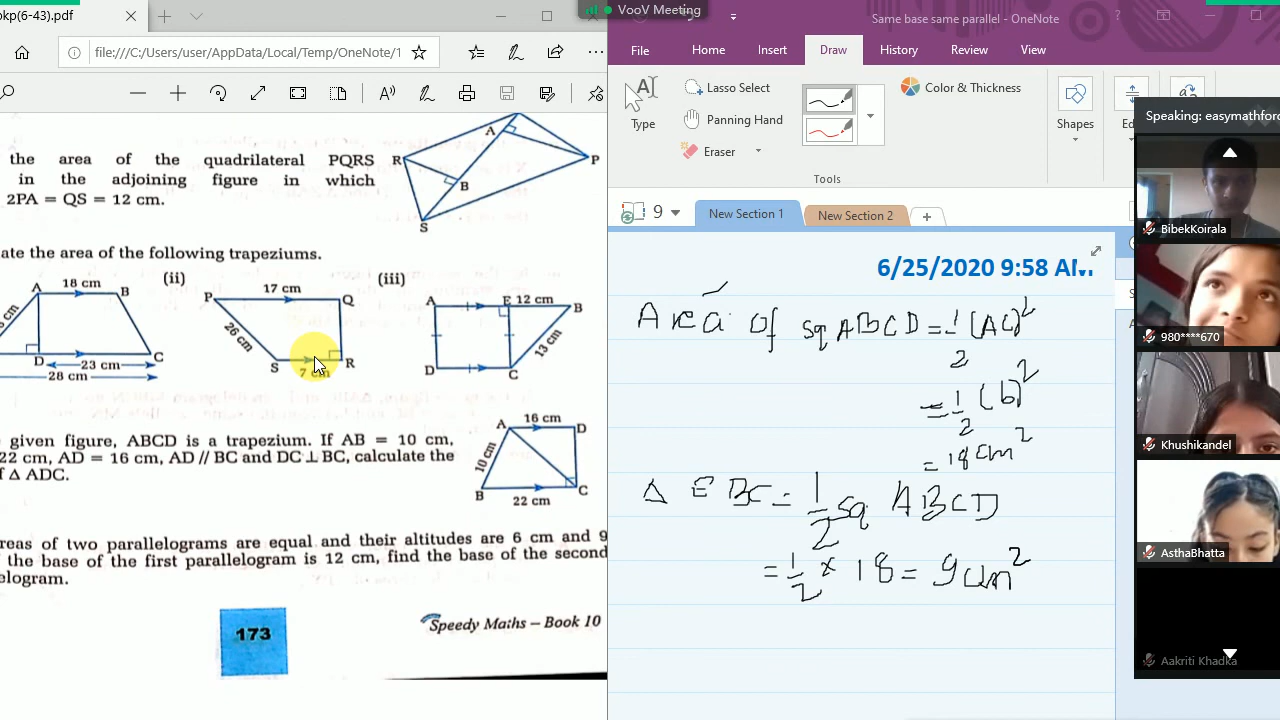 okp(6-43).pdf
VooV Meeting
Same base same parallel - OneNote
file:///C:/Users/user/AppData/Local/Temp/OneNote/1
File Home Insert Draw History Review View
Type
Lasso Select
Panning Hand
Eraser
Color & Thickness
Shapes
Tools
Speaking: easymathforc
9
New Section 1
New Section 2
6/25/2020 9:58 AM
BibekKoirala
980****670
Khushikandel
AsthaBhatta
Aakriti Khadka
the area of the quadrilateral PQRS
in the adjoining figure in which
2PA = QS = 12 cm.
A
R
P
B
S
ate the area of the following trapeziums.
A 18 cm B
D 23 cm C
28 cm
(ii)
P 17 cm Q
26 cm
S 7 cm R
(iii)
A E 12 cm B
13 cm
D C
given figure, ABCD is a trapezium. If AB = 10 cm,
22 cm, AD = 16 cm, AD // BC and DC ⊥ BC, calculate the
f Δ ADC.
16 cm
A D
10 cm
B C
22 cm
reas of two parallelograms are equal and their altitudes are 6 cm and 9
the base of the first parallelogram is 12 cm, find the base of the second
elogram.
173
Speedy Maths – Book 10
Area of sq ABCD = 1/2 (AC)²
= 1/2 (6)²
= 18 cm²
Δ EBC = 1/2 sq ABCD
= 1/2 × 18 = 9 cm²